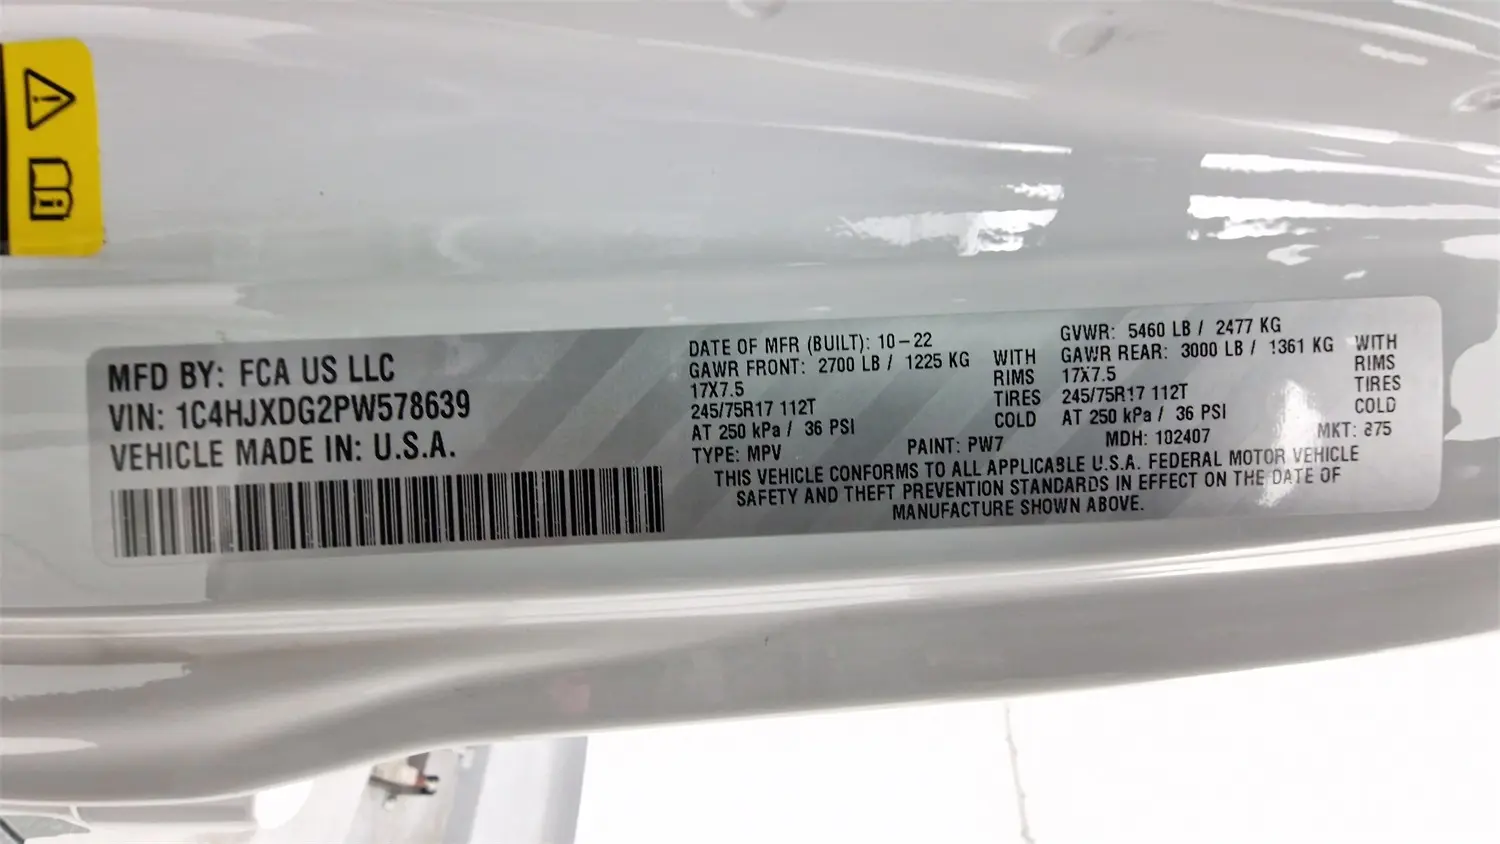 MFD BY: FCA US LLC
VIN: 1C4HJXDG2PW578639
VEHICLE MADE IN: U.S.A.
DATE OF MFR (BUILT): 10-22
GAWR FRONT: 2700 LB / 1225 KG WITH
17X7.5 RIMS
245/75R17 112T TIRES
AT 250 kPa / 36 PSI COLD
GVWR: 5460 LB / 2477 KG
GAWR REAR: 3000 LB / 1361 KG WITH
17X7.5 RIMS
245/75R17 112T TIRES
AT 250 kPa / 36 PSI COLD
TYPE: MPV PAINT: PW7 MDH: 102407 MKT:
THIS VEHICLE CONFORMS TO ALL APPLICABLE U.S.A. FEDERAL MOTOR VEHICLE
SAFETY AND THEFT PREVENTION STANDARDS IN EFFECT ON THE DATE OF
MANUFACTURE SHOWN ABOVE.